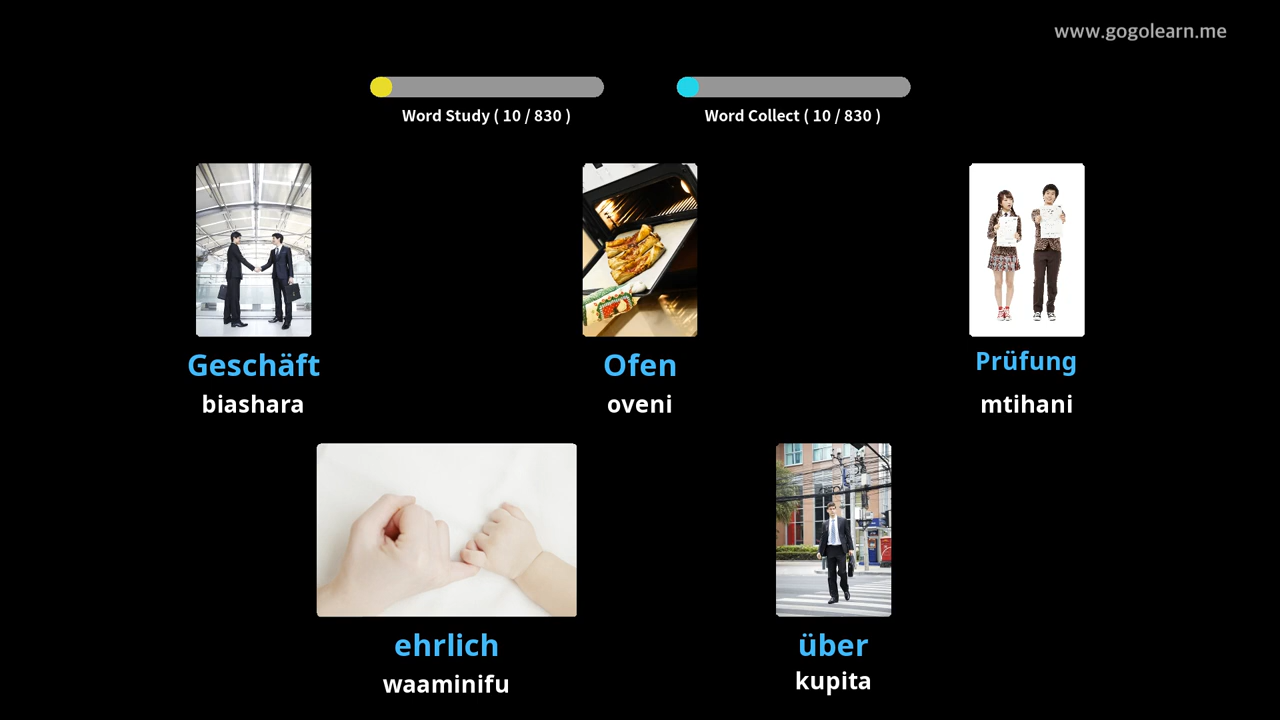 www.gogolearn.me
Word Study ( 10 / 830 )
Word Collect ( 10 / 830 )
Geschäft
biashara
Ofen
oveni
Prüfung
mtihani
ehrlich
waaminifu
über
kupita